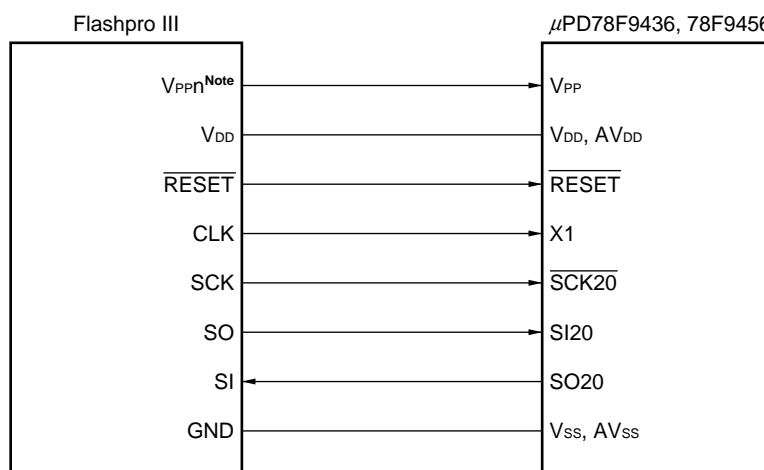 Flashpro III
μPD78F9436, 78F9456
VPPnNote
VPP
VDD
VDD, AVDD
RESET
RESET
CLK
X1
SCK
SCK20
SO
SI20
SI
SO20
GND
VSS, AVSS